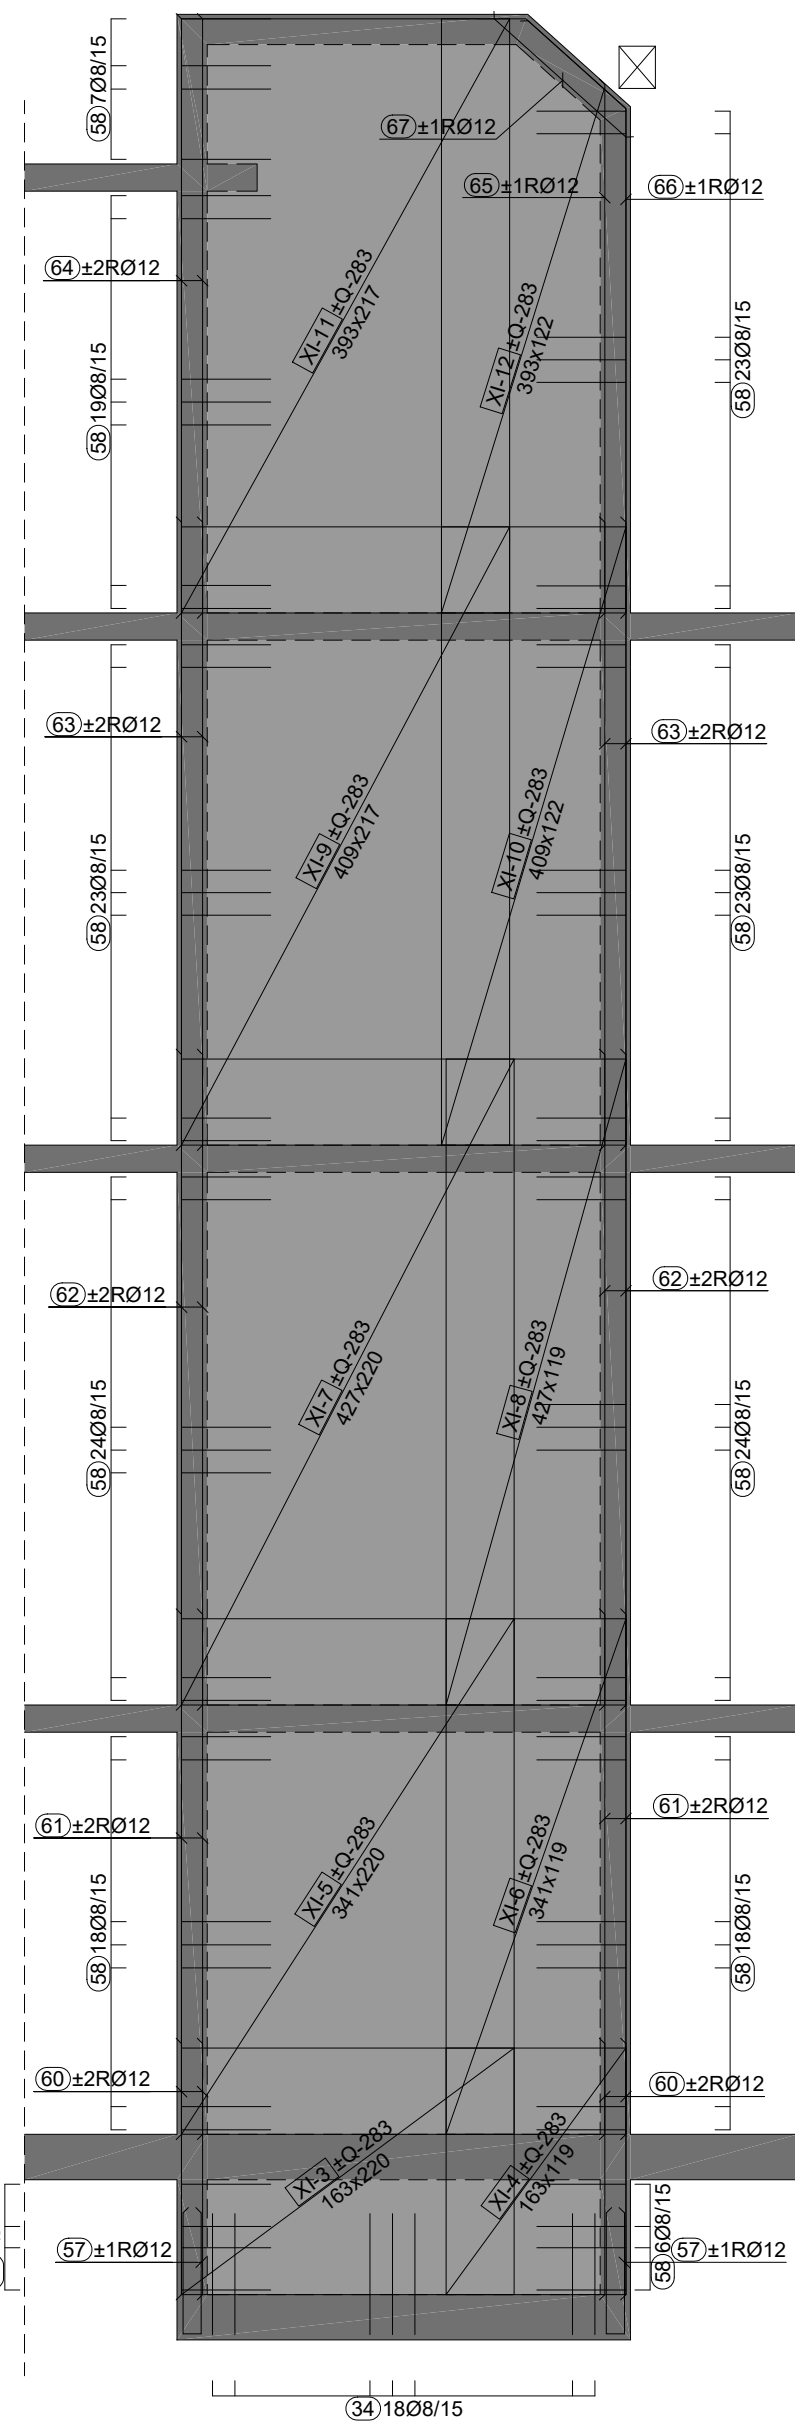 58 7Ø8/15
67 ±1RØ12
65 ±1RØ12
66 ±1RØ12
64 ±2RØ12
XI-11 ±Q-283
393x217
XI-12 ±Q-283
393x122
58 19Ø8/15
58 23Ø8/15
63 ±2RØ12
63 ±2RØ12
XI-9 ±Q-283
409x217
XI-10 ±Q-283
409x122
58 23Ø8/15
58 23Ø8/15
62 ±2RØ12
62 ±2RØ12
XI-7 ±Q-283
427x220
XI-8 ±Q-283
427x119
58 24Ø8/15
58 24Ø8/15
61 ±2RØ12
61 ±2RØ12
XI-5 ±Q-283
341x220
XI-6 ±Q-283
341x119
58 18Ø8/15
58 18Ø8/15
60 ±2RØ12
60 ±2RØ12
XI-3 ±Q-283
163x220
XI-4 ±Q-283
163x119
57 ±1RØ12
58 6Ø8/15
57 ±1RØ12
34 18Ø8/15